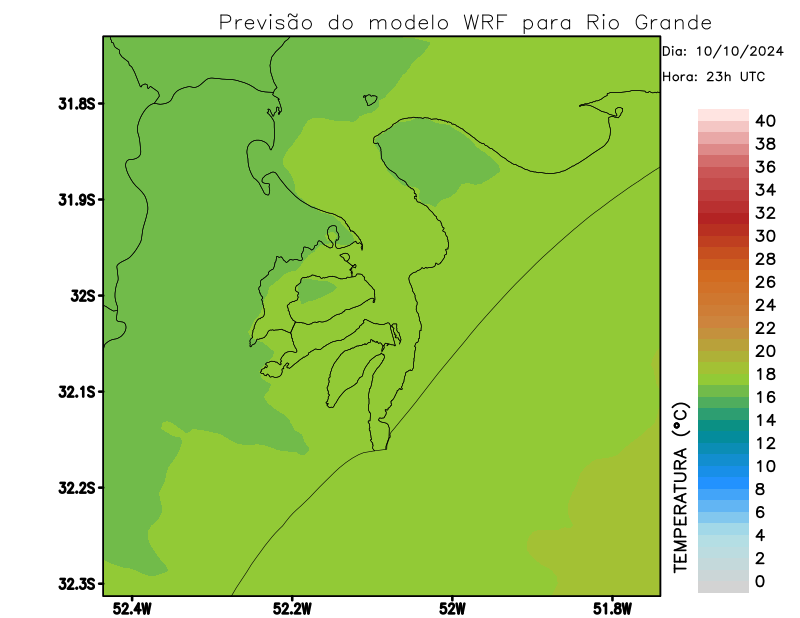 Previsão do modelo WRF para Rio Grande
Dia: 10/10/2024
Hora: 23h UTC
31.8S
31.9S
32S
32.1S
32.2S
32.3S
52.4W
52.2W
52W
51.8W
TEMPERATURA (°C)
40
38
36
34
32
30
28
26
24
22
20
18
16
14
12
10
8
6
4
2
0